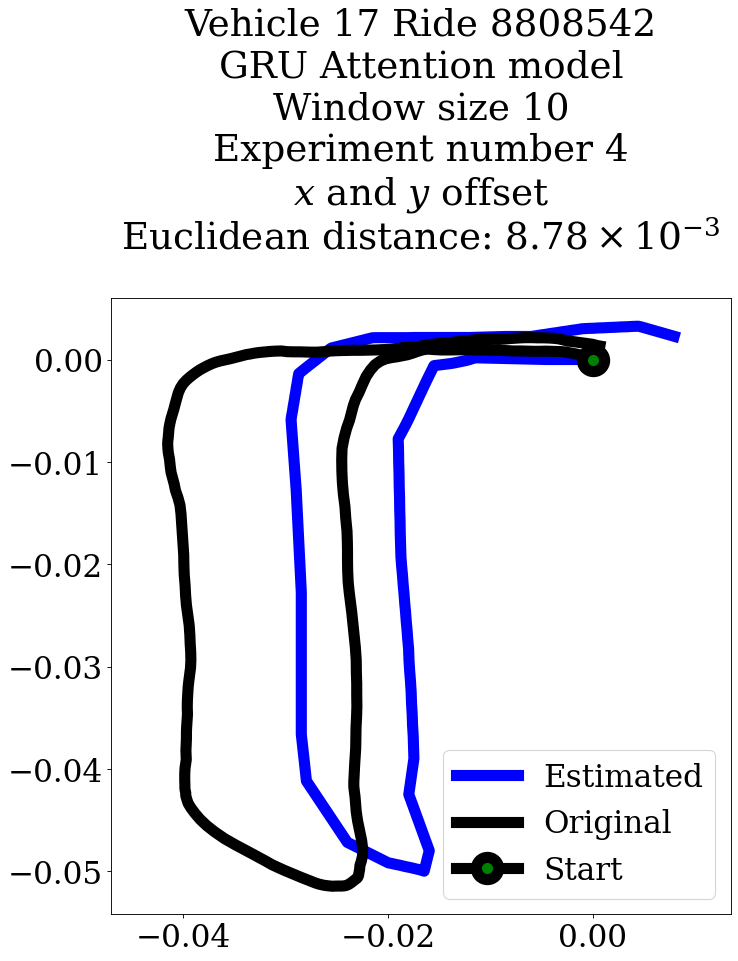 Vehicle 17 Ride 8808542
GRU Attention model
Window size 10
Experiment number 4
x and y offset
Euclidean distance: 8.78 × 10⁻³
0.00
−0.01
−0.02
−0.03
−0.04
−0.05
−0.04
−0.02
0.00
Estimated
Original
Start